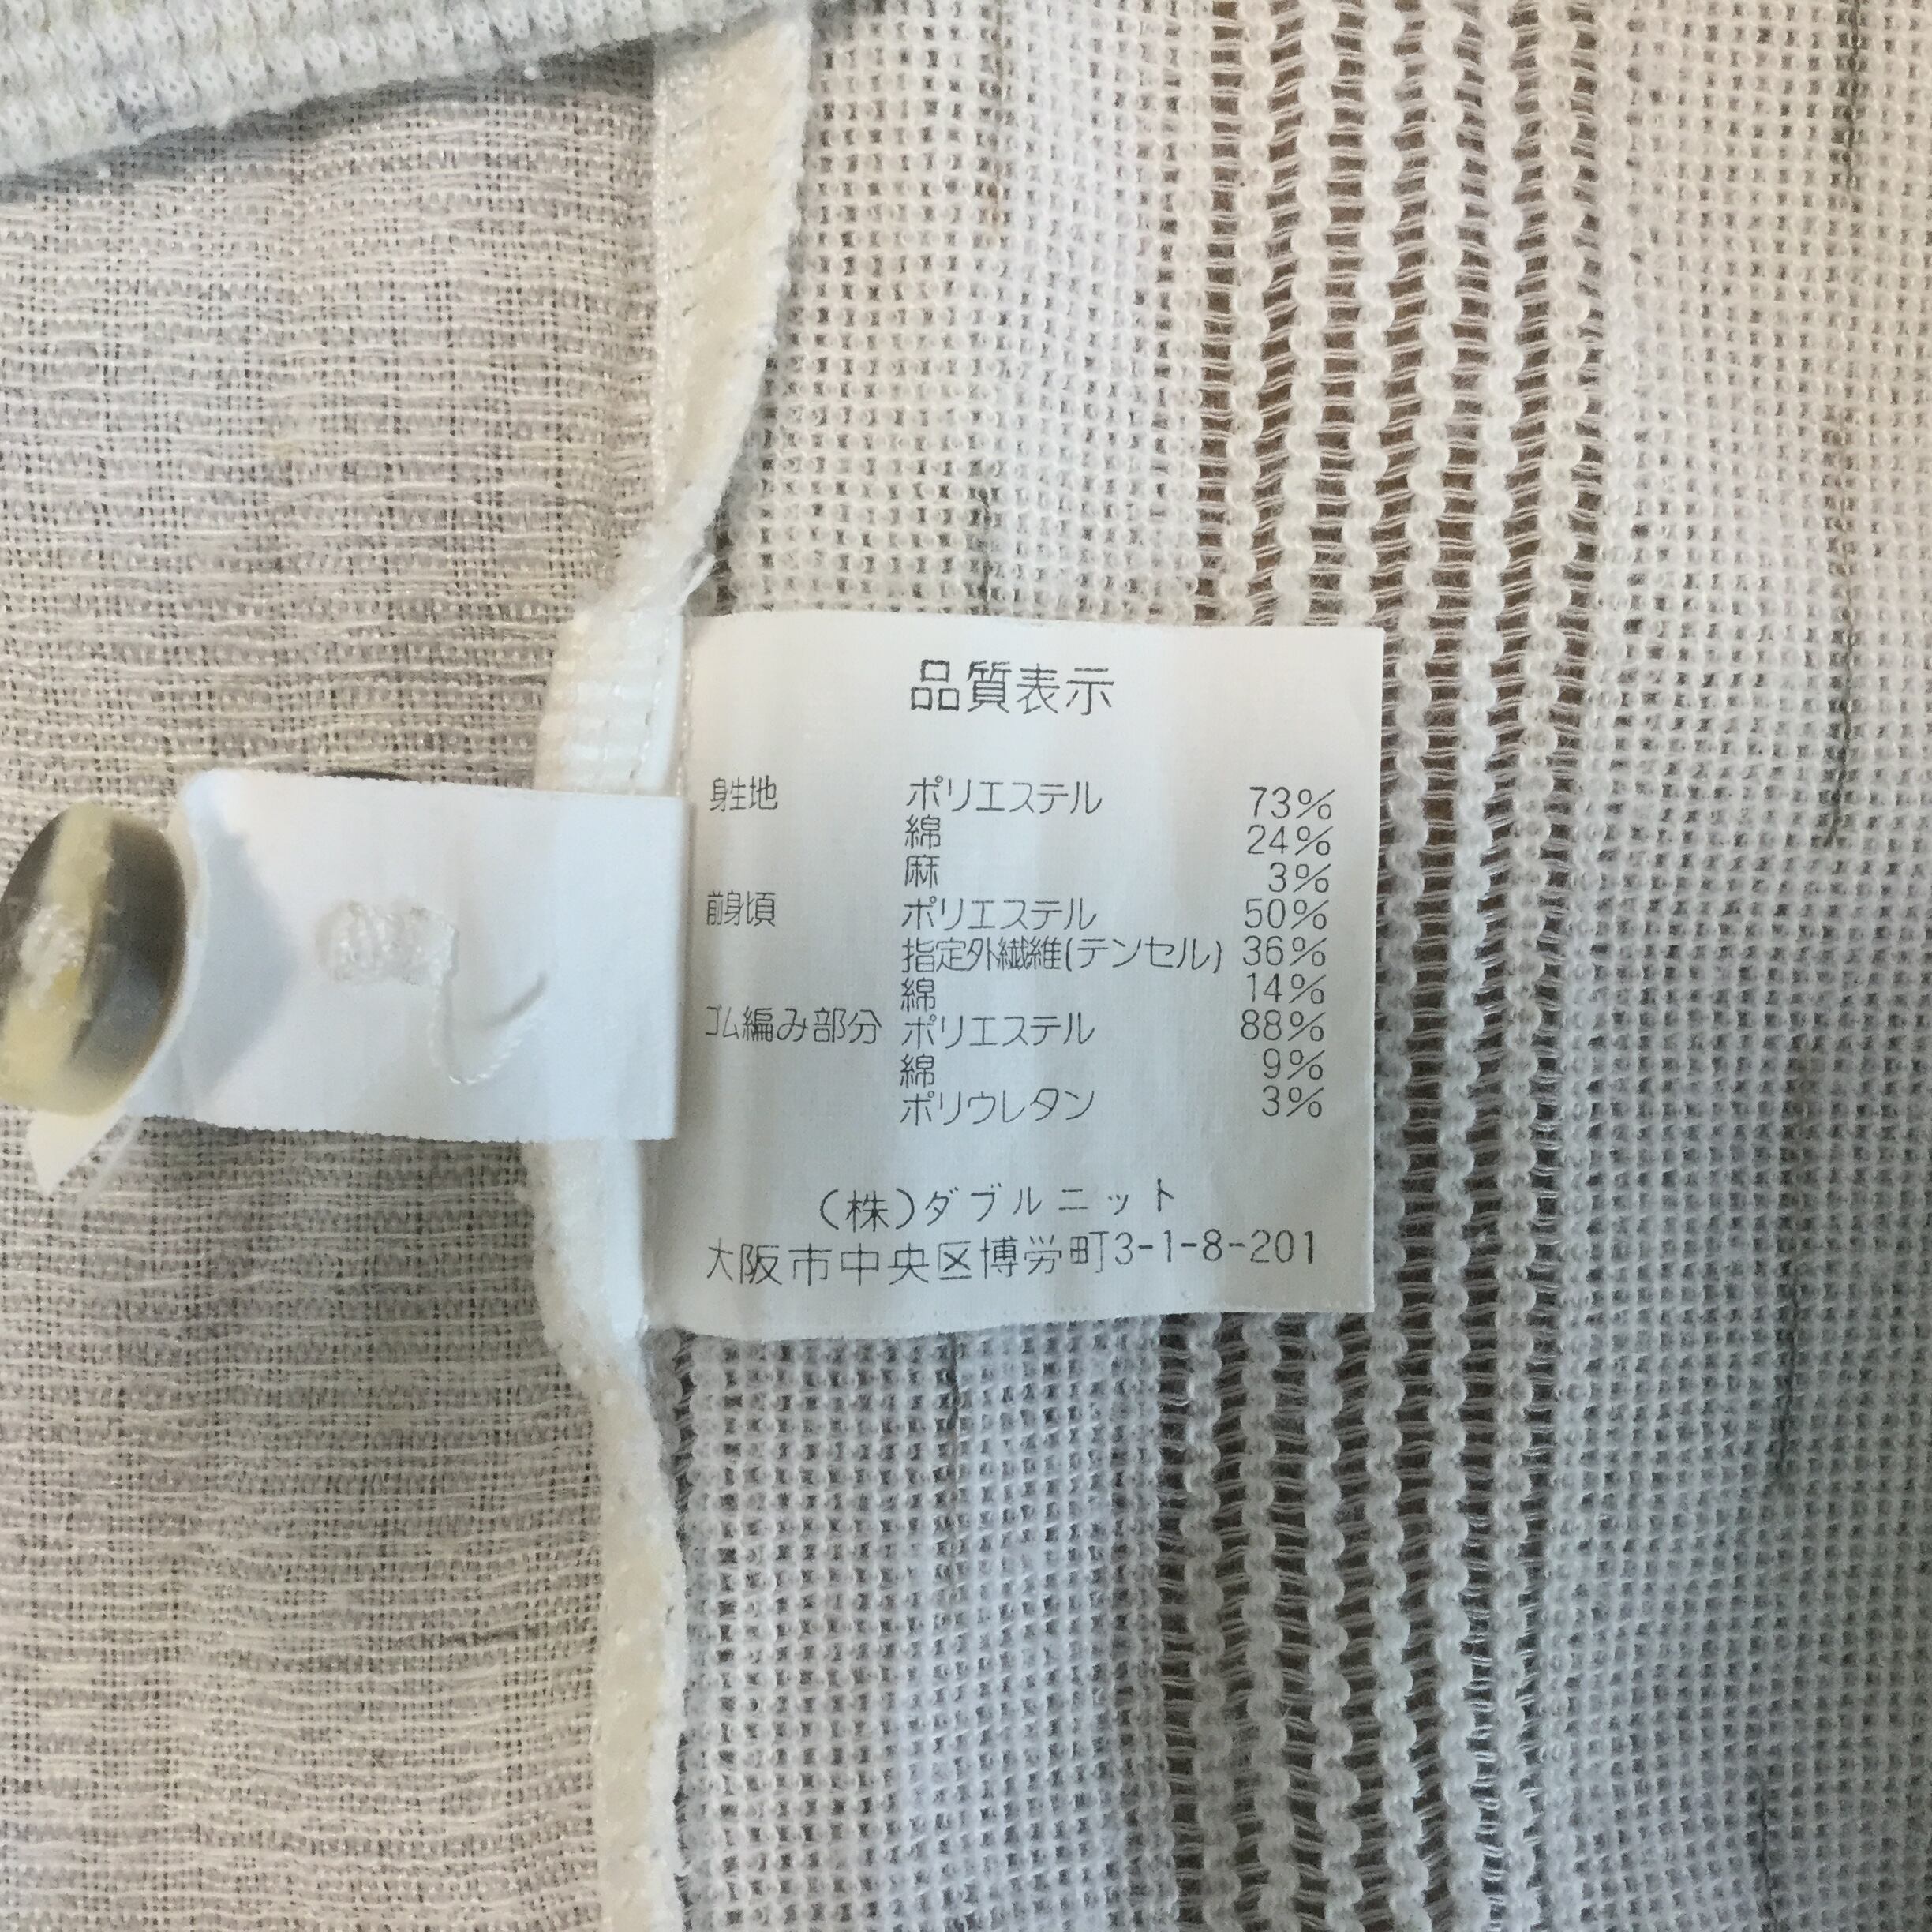 品質表示
身生地 ポリエステル 73%
綿 24%
麻 3%
前身頃 ポリエステル 50%
指定外繊維(テンセル) 36%
綿 14%
ゴム編み部分 ポリエステル 88%
綿 9%
ポリウレタン 3%
(株)ダブルニット
大阪市中央区博労町3-1-8-201